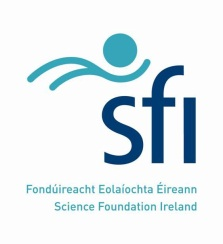 sfi
Fondúireacht Eolaíochta Éireann
Science Foundation Ireland